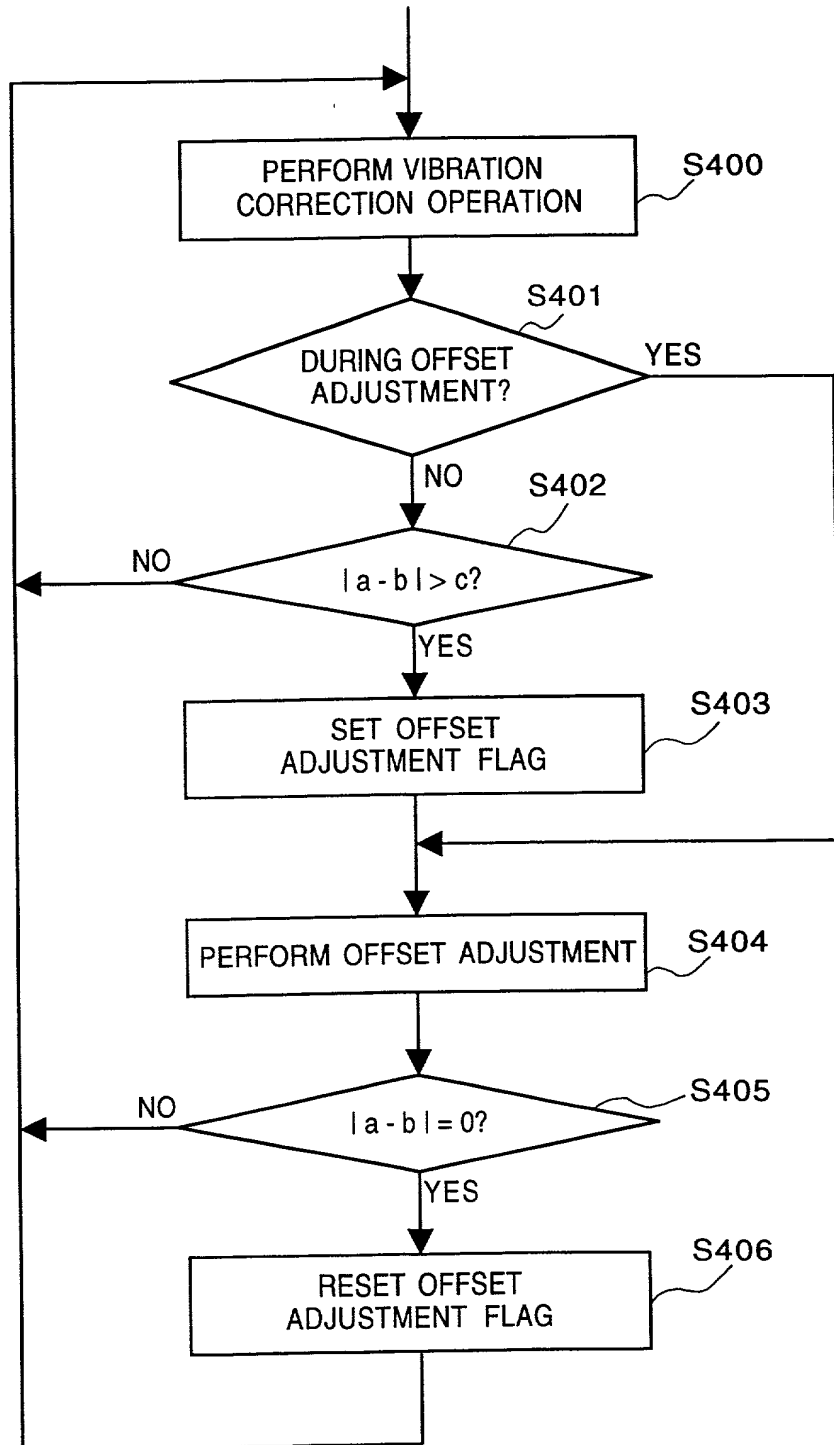 PERFORM VIBRATION
CORRECTION OPERATION
S400
S401
DURING OFFSET
ADJUSTMENT?
YES
NO
S402
NO
| a - b | > c?
YES
S403
SET OFFSET
ADJUSTMENT FLAG
PERFORM OFFSET ADJUSTMENT
S404
S405
NO
| a - b | = 0?
YES
S406
RESET OFFSET
ADJUSTMENT FLAG